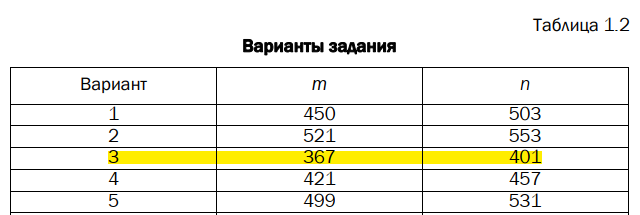 Таблица 1.2
Варианты задания
Вариант m n
1 450 503
2 521 553
3 367 401
4 421 457
5 499 531